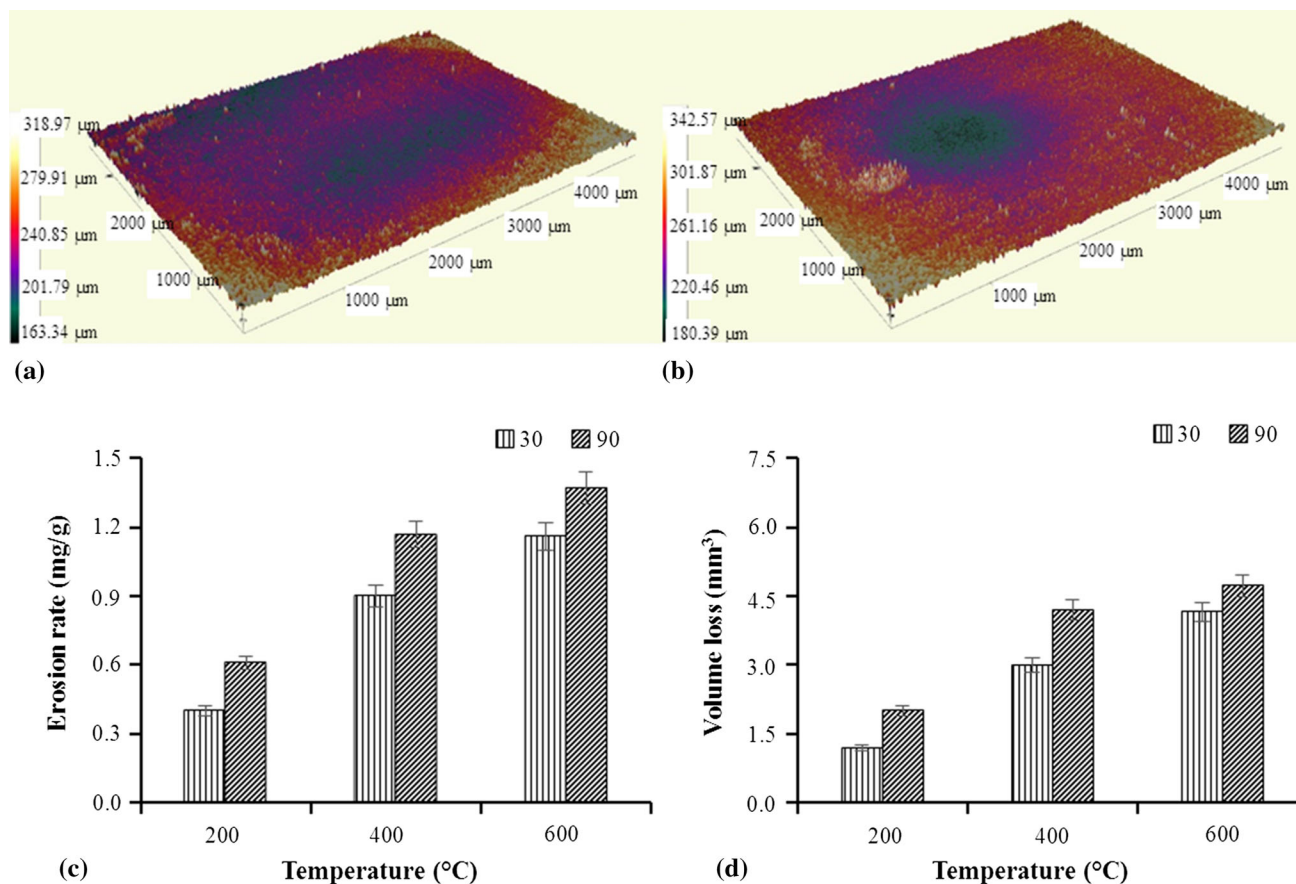 318.97 μm
279.91 μm
240.85 μm
201.79 μm
163.34 μm
2000 μm
1000 μm
1000 μm
2000 μm
3000 μm
4000 μm
(a)
342.57 μm
301.87 μm
261.16 μm
220.46 μm
180.39 μm
2000 μm
1000 μm
1000 μm
2000 μm
3000 μm
4000 μm
(b)
30 90
Erosion rate (mg/g)
1.5
1.2
0.9
0.6
0.3
0.0
200 400 600
Temperature (°C)
(c)
30 90
Volume loss (mm³)
7.5
6.0
4.5
3.0
1.5
0.0
200 400 600
Temperature (°C)
(d)